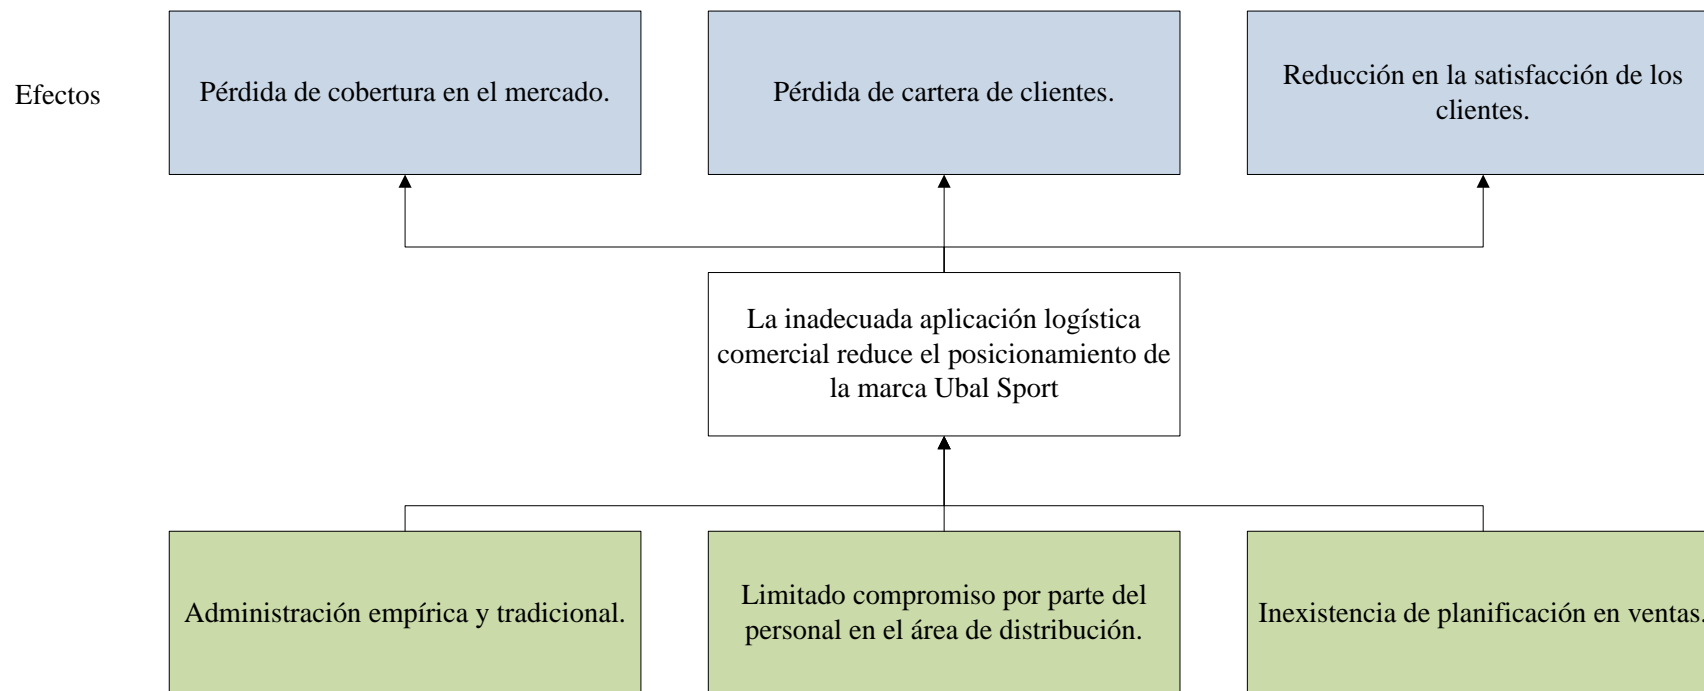 Efectos
Pérdida de cobertura en el mercado.
Pérdida de cartera de clientes.
Reducción en la satisfacción de los
clientes.
La inadecuada aplicación logística
comercial reduce el posicionamiento de
la marca Ubal Sport
Administración empírica y tradicional.
Limitado compromiso por parte del
personal en el área de distribución.
Inexistencia de planificación en ventas.